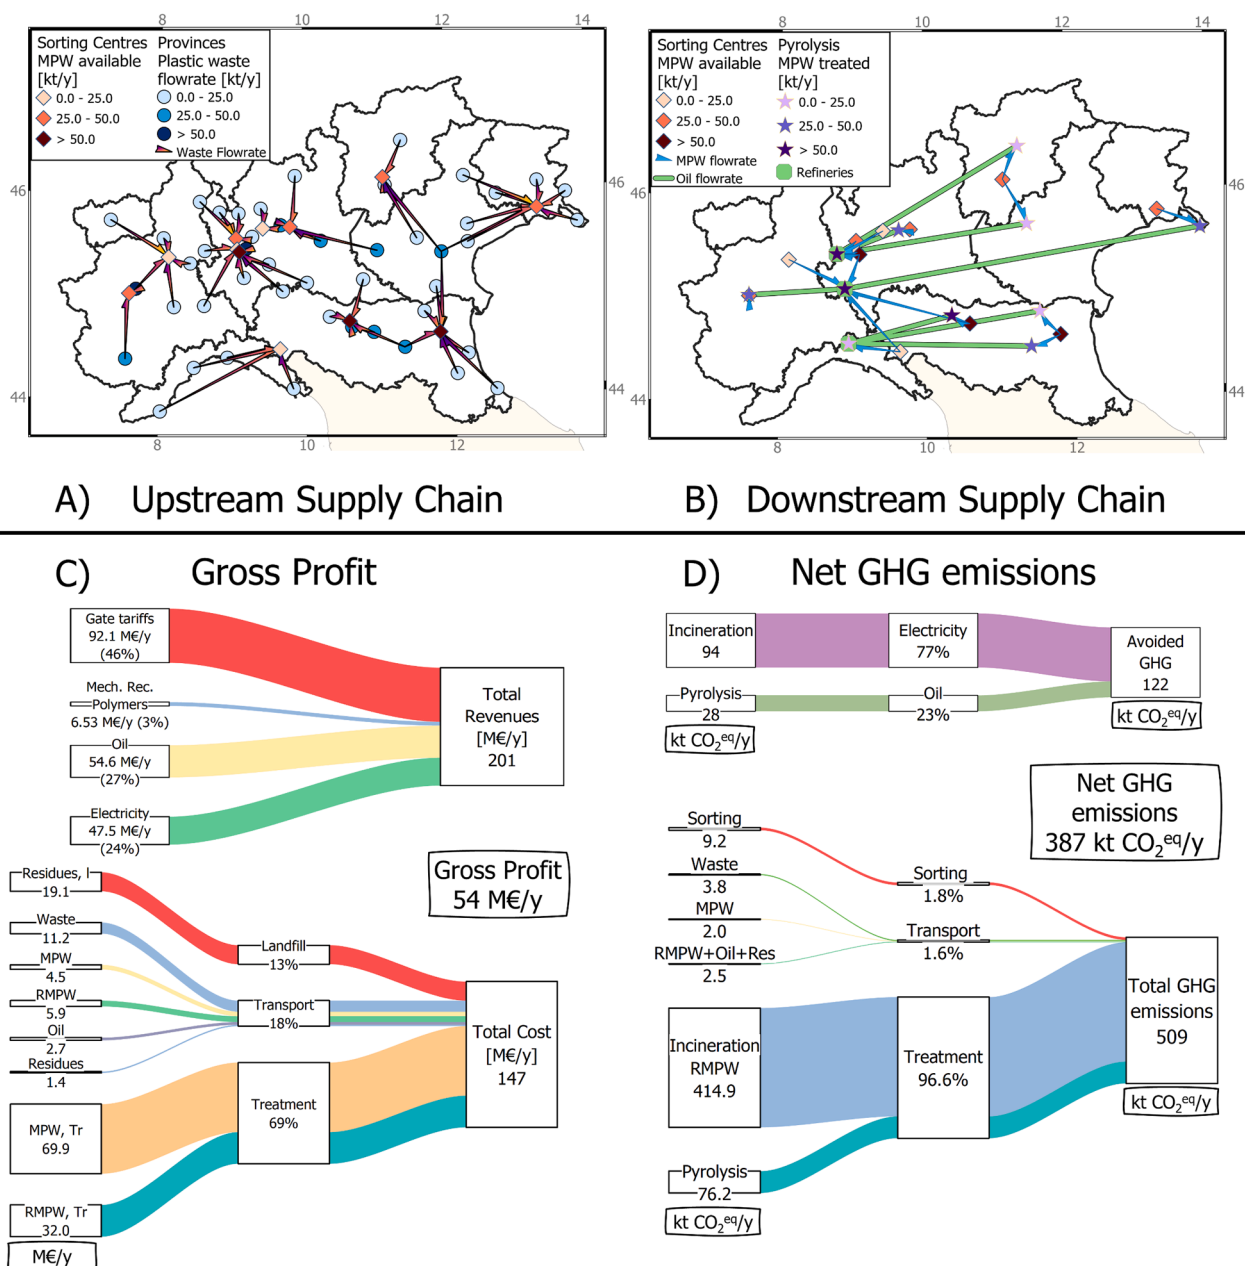 8 10 12 14
Sorting Centres
MPW available
[kt/y]
0.0 - 25.0
25.0 - 50.0
> 50.0
Provinces
Plastic waste
flowrate [kt/y]
0.0 - 25.0
25.0 - 50.0
> 50.0
Waste Flowrate
46
46
44
44
8 10 12
A) Upstream Supply Chain
8 10 12 14
Sorting Centres
MPW available
[kt/y]
0.0 - 25.0
25.0 - 50.0
> 50.0
MPW flowrate
Oil flowrate
Pyrolysis
MPW treated
[kt/y]
0.0 - 25.0
25.0 - 50.0
> 50.0
Refineries
46
46
44
44
8 10 12
B) Downstream Supply Chain
C) Gross Profit
Gate tariffs
92.1 M€/y
(46%)
Mech. Rec.
Polymers
6.53 M€/y (3%)
Oil
54.6 M€/y
(27%)
Electricity
47.5 M€/y
(24%)
Total
Revenues
[M€/y]
201
Gross Profit
54 M€/y
Residues, l
19.1
Waste
11.2
MPW
4.5
RMPW
5.9
Oil
2.7
Residues
1.4
MPW, Tr
69.9
RMPW, Tr
32.0
M€/y
Landfill
13%
Transport
18%
Treatment
69%
Total Cost
[M€/y]
147
D) Net GHG emissions
Incineration
94
Pyrolysis
28
kt CO₂ᵉq/y
Electricity
77%
Oil
23%
Avoided
GHG
122
kt CO₂ᵉq/y
Net GHG
emissions
387 kt CO₂ᵉq/y
Sorting
9.2
Waste
3.8
MPW
2.0
RMPW+Oil+Res
2.5
Incineration
RMPW
414.9
Pyrolysis
76.2
kt CO₂ᵉq/y
Sorting
1.8%
Transport
1.6%
Treatment
96.6%
Total GHG
emissions
509
kt CO₂ᵉq/y